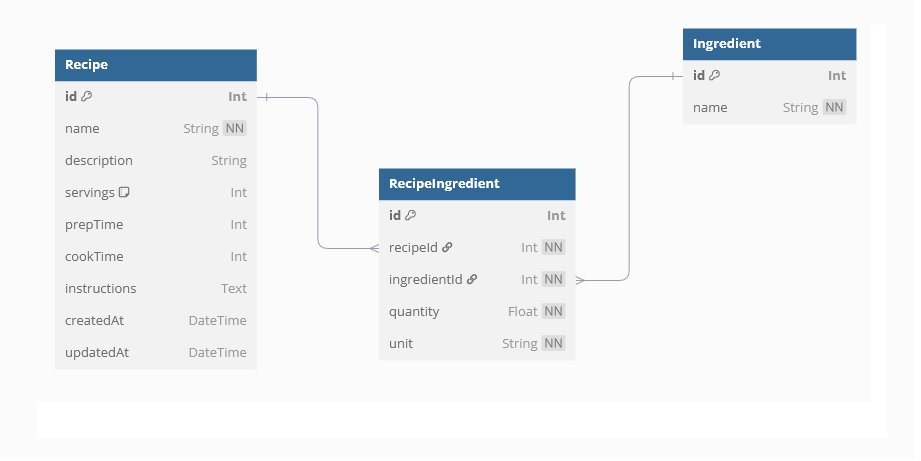 Recipe
id Int
name String NN
description String
servings Int
prepTime Int
cookTime Int
instructions Text
createdAt DateTime
updatedAt DateTime
RecipeIngredient
id Int
recipeId Int NN
ingredientId Int NN
quantity Float NN
unit String NN
Ingredient
id Int
name String NN